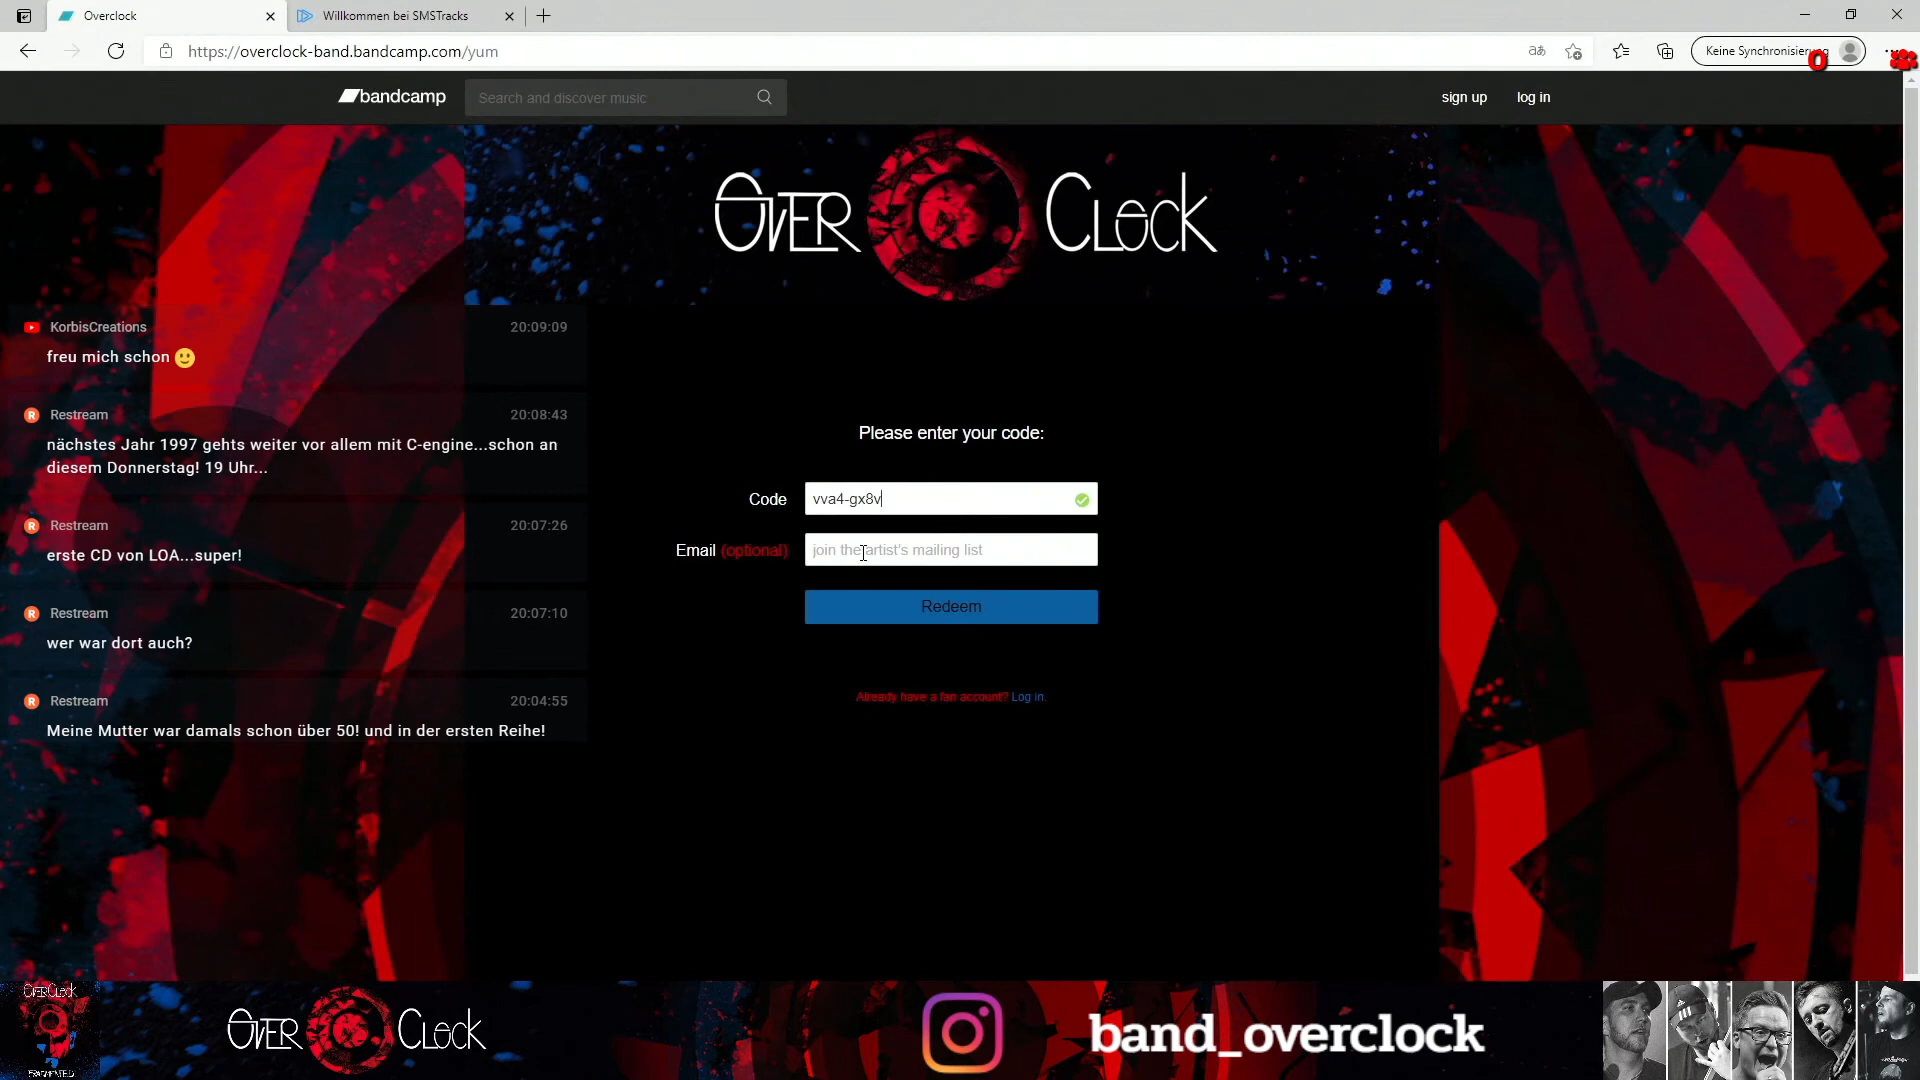 Overclock
Willkommen bei SMSTracks
https://overclock-band.bandcamp.com/yum
aあ
Keine Synchronisierung
0
bandcamp
Search and discover music
sign up
log in
OVER CLOCK
KorbisCreations 20:09:09
freu mich schon 🙂
Restream 20:08:43
nächstes Jahr 1997 gehts weiter vor allem mit C-engine...schon an
diesem Donnerstag! 19 Uhr...
Restream 20:07:26
erste CD von LOA...super!
Restream 20:07:10
wer war dort auch?
Restream 20:04:55
Meine Mutter war damals schon über 50! und in der ersten Reihe!
Please enter your code:
Code vva4-gx8v
Email (optional) join the artist's mailing list
Redeem
Already have a fan account? Log in.
OVERCLOCK
FRAGMENTED
OVER CLOCK
band_overclock